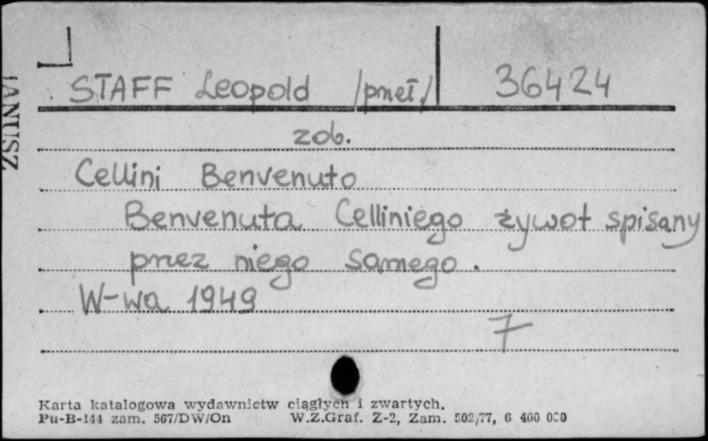 STAFF Leopold /przeł./ 36424
zob.
Cellini Benvenuto
Benvenuta Celliniego żywot spisany
przez niego samego.
W-wa 1949
7
Karta katalogowa wydawnictw ciągłych i zwartych.
Pu-B-144 zam. 567/DW/On W.Z.Graf. Z-2, Zam. 502/77, 6 400 000
JANUSZ